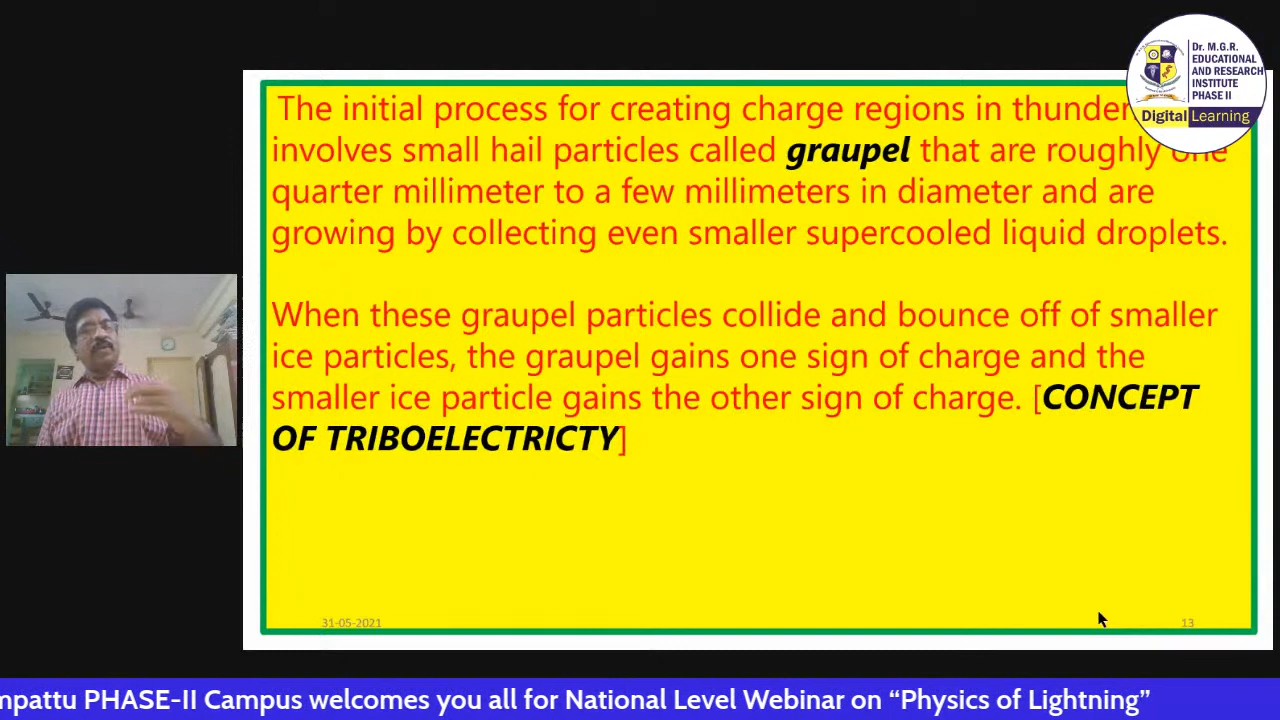 Dr. M.G.R.
EDUCATIONAL
AND RESEARCH
INSTITUTE
PHASE II
Digital Learning
The initial process for creating charge regions in thunder
involves small hail particles called graupel that are roughly one
quarter millimeter to a few millimeters in diameter and are
growing by collecting even smaller supercooled liquid droplets.
When these graupel particles collide and bounce off of smaller
ice particles, the graupel gains one sign of charge and the
smaller ice particle gains the other sign of charge. [CONCEPT
OF TRIBOELECTRICTY]
31-05-2021
13
mpattu PHASE-II Campus welcomes you all for National Level Webinar on “Physics of Lightning”